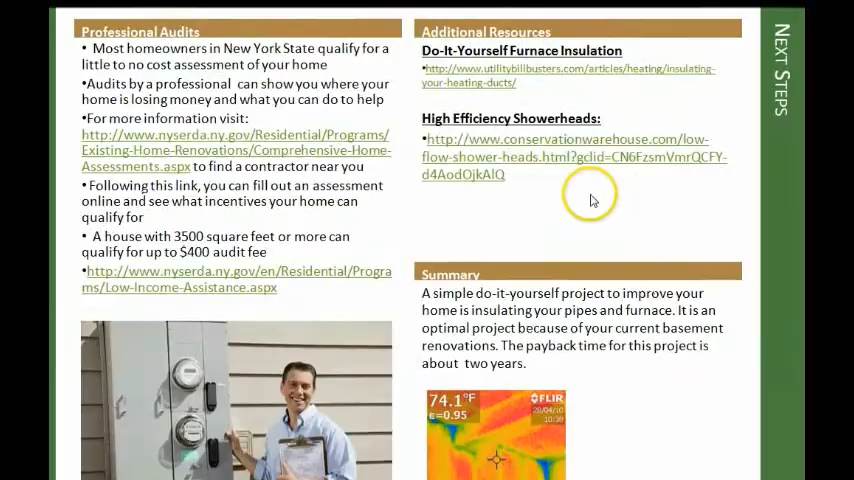 Professional Audits
• Most homeowners in New York State qualify for a
little to no cost assessment of your home
•Audits by a professional can show you where your
home is losing money and what you can do to help
•For more information visit:
http://www.nyserda.ny.gov/Residential/Programs/
Existing-Home-Renovations/Comprehensive-Home-
Assessments.aspx to find a contractor near you
• Following this link, you can fill out an assessment
online and see what incentives your home can
qualify for
• A house with 3500 square feet or more can
qualify for up to $400 audit fee
•http://www.nyserda.ny.gov/en/Residential/Progra
ms/Low-Income-Assistance.aspx
Additional Resources
Do-It-Yourself Furnace Insulation
•http://www.utilitybillbusters.com/articles/heating/insulating-
your-heating-ducts/
High Efficiency Showerheads:
•http://www.conservationwarehouse.com/low-
flow-shower-heads.html?gclid=CN6FzsmVmrQCFY-
d4AodOjkAlQ
Summary
A simple do-it-yourself project to improve your
home is insulating your pipes and furnace. It is an
optimal project because of your current basement
renovations. The payback time for this project is
about two years.
74.1°F
ε=0.95
FLIR
28/04/10
10:38
NEXT STEPS